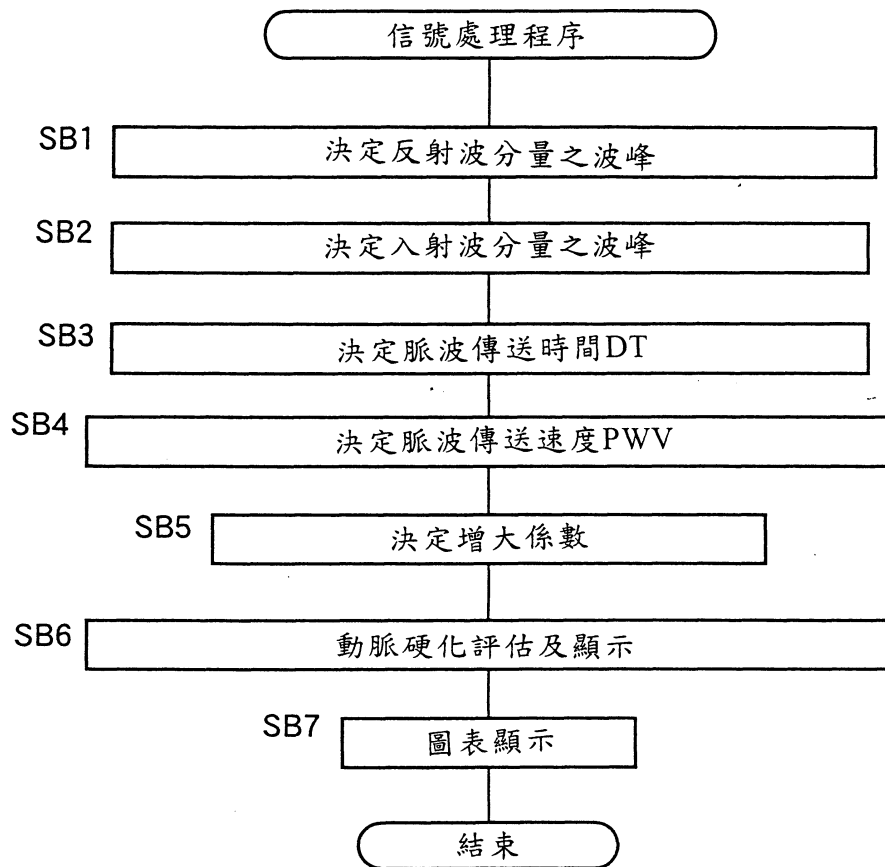 信號處理程序
SB1 決定反射波分量之波峰
SB2 決定入射波分量之波峰
SB3 決定脈波傳送時間DT
SB4 決定脈波傳送速度PWV
SB5 決定增大係數
SB6 動脈硬化評估及顯示
SB7 圖表顯示
結束